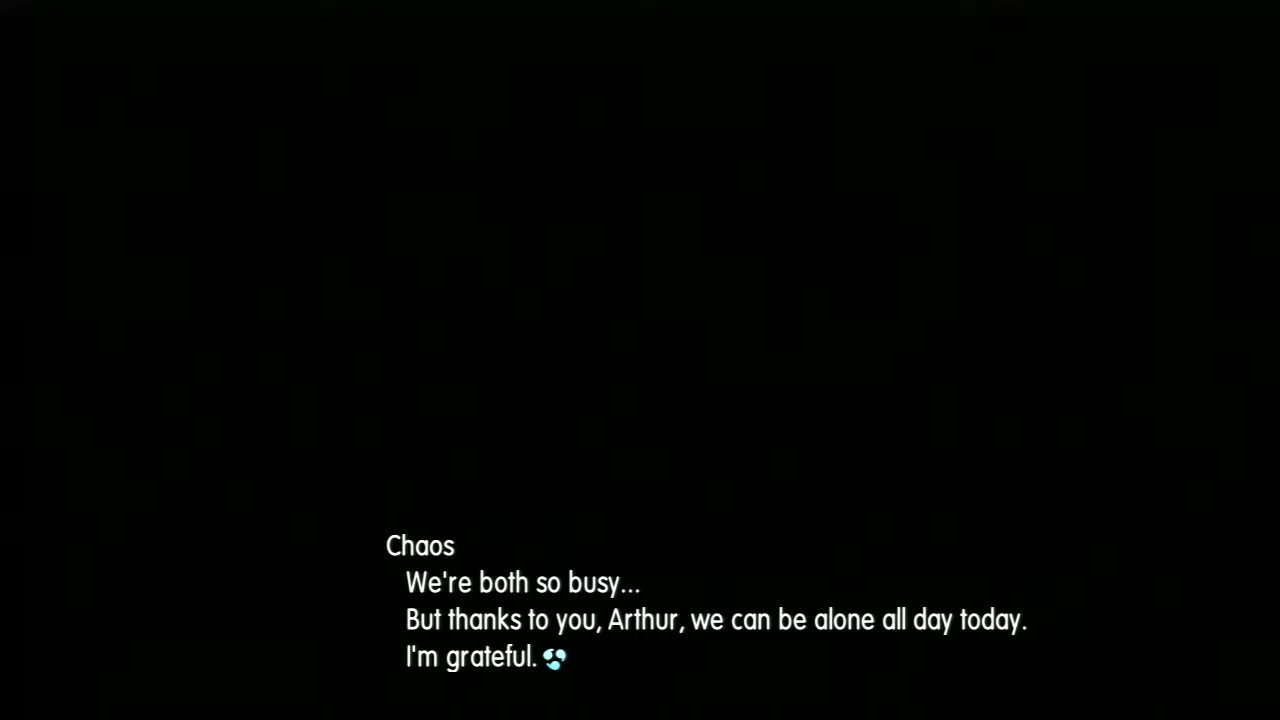 Chaos
We're both so busy...
But thanks to you, Arthur, we can be alone all day today.
I'm grateful.